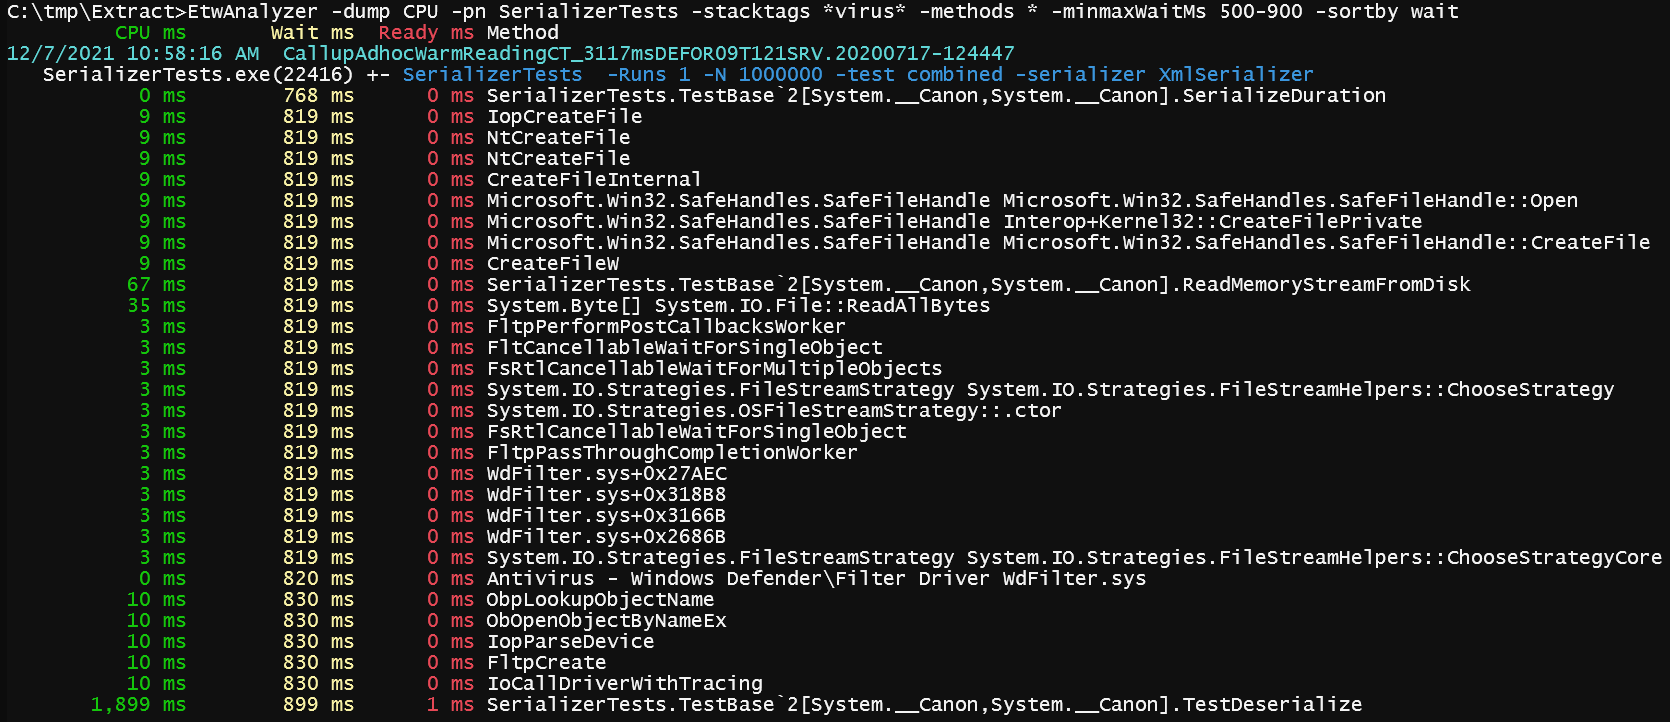 C:\tmp\Extract>EtwAnalyzer -dump CPU -pn SerializerTests -stacktags *virus* -methods * -minmaxWaitMs 500-900 -sortby wait
CPU ms Wait ms Ready ms Method
12/7/2021 10:58:16 AM CallupAdhocWarmReadingCT_3117msDEFOR09T121SRV.20200717-124447
SerializerTests.exe(22416) +- SerializerTests -Runs 1 -N 1000000 -test combined -serializer XmlSerializer
0 ms 768 ms 0 ms SerializerTests.TestBase`2[System.__Canon,System.__Canon].SerializeDuration
9 ms 819 ms 0 ms IopCreateFile
9 ms 819 ms 0 ms NtCreateFile
9 ms 819 ms 0 ms NtCreateFile
9 ms 819 ms 0 ms CreateFileInternal
9 ms 819 ms 0 ms Microsoft.Win32.SafeHandles.SafeFileHandle Microsoft.Win32.SafeHandles.SafeFileHandle::Open
9 ms 819 ms 0 ms Microsoft.Win32.SafeHandles.SafeFileHandle Interop+Kernel32::CreateFilePrivate
9 ms 819 ms 0 ms Microsoft.Win32.SafeHandles.SafeFileHandle Microsoft.Win32.SafeHandles.SafeFileHandle::CreateFile
9 ms 819 ms 0 ms CreateFileW
67 ms 819 ms 0 ms SerializerTests.TestBase`2[System.__Canon,System.__Canon].ReadMemoryStreamFromDisk
35 ms 819 ms 0 ms System.Byte[] System.IO.File::ReadAllBytes
3 ms 819 ms 0 ms FltpPerformPostCallbacksWorker
3 ms 819 ms 0 ms FltCancellableWaitForSingleObject
3 ms 819 ms 0 ms FsRtlCancellableWaitForMultipleObjects
3 ms 819 ms 0 ms System.IO.Strategies.FileStreamStrategy System.IO.Strategies.FileStreamHelpers::ChooseStrategy
3 ms 819 ms 0 ms System.IO.Strategies.OSFileStreamStrategy::.ctor
3 ms 819 ms 0 ms FsRtlCancellableWaitForSingleObject
3 ms 819 ms 0 ms FltpPassThroughCompletionWorker
3 ms 819 ms 0 ms WdFilter.sys+0x27AEC
3 ms 819 ms 0 ms WdFilter.sys+0x318B8
3 ms 819 ms 0 ms WdFilter.sys+0x3166B
3 ms 819 ms 0 ms WdFilter.sys+0x2686B
3 ms 819 ms 0 ms System.IO.Strategies.FileStreamStrategy System.IO.Strategies.FileStreamHelpers::ChooseStrategyCore
0 ms 820 ms 0 ms Antivirus - Windows Defender\Filter Driver WdFilter.sys
10 ms 830 ms 0 ms ObpLookupObjectName
10 ms 830 ms 0 ms ObOpenObjectByNameEx
10 ms 830 ms 0 ms IopParseDevice
10 ms 830 ms 0 ms FltpCreate
10 ms 830 ms 0 ms IoCallDriverWithTracing
1,899 ms 899 ms 1 ms SerializerTests.TestBase`2[System.__Canon,System.__Canon].TestDeserialize